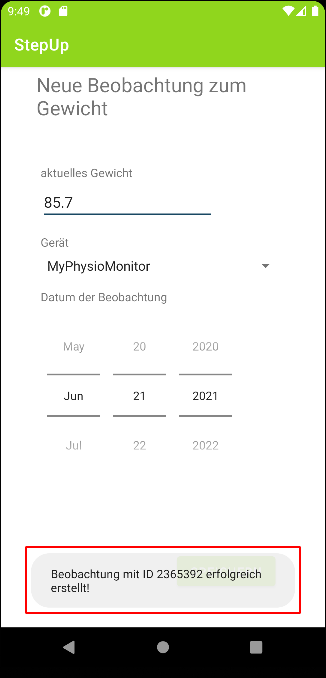 9:49
StepUp
Neue Beobachtung zum
Gewicht
aktuelles Gewicht
85.7
Gerät
MyPhysioMonitor
Datum der Beobachtung
May 20 2020
Jun 21 2021
Jul 22 2022
Beobachtung mit ID 2365392 erfolgreich
erstellt!